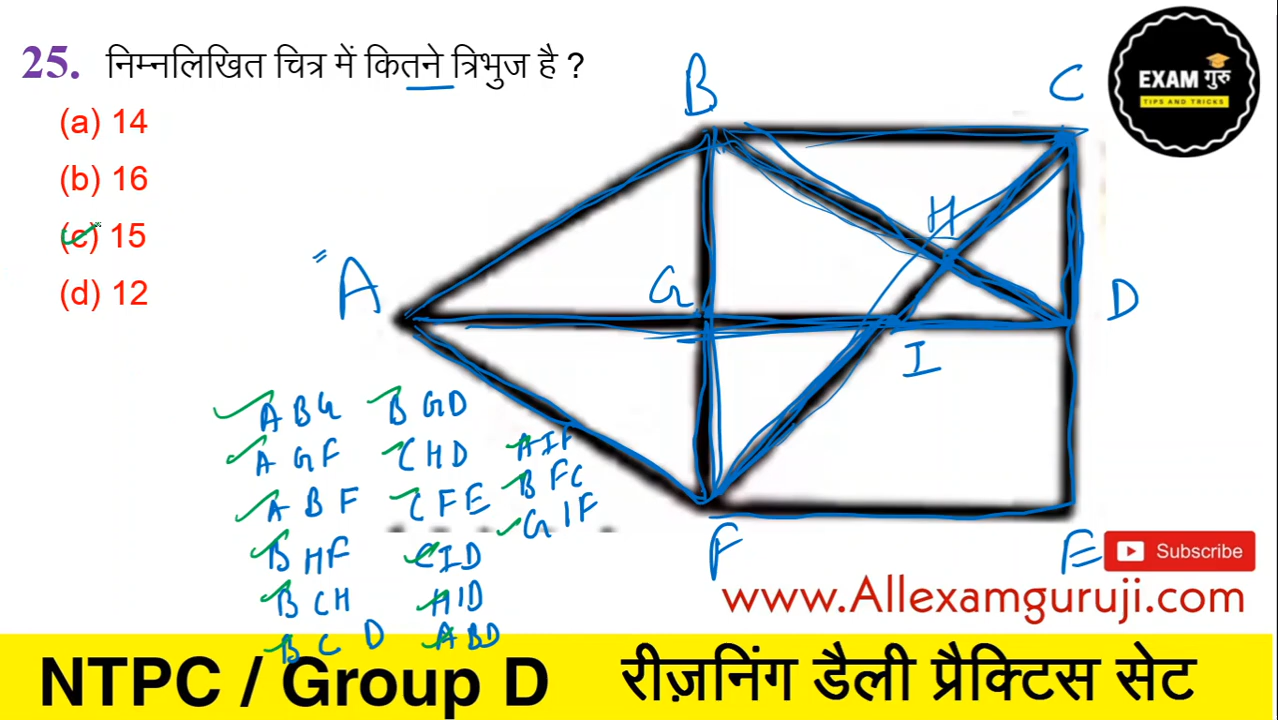 25. निम्नलिखित चित्र में कितने त्रिभुज है ?
(a) 14
(b) 16
(c) 15
(d) 12
EXAM गुरु
TIPS AND TRICKS
B
C
H
A
G
D
I
F
E
ABG BGD
AGF CHD AIF
ABF CFE BFC
BHF CID GIF
BCH HID
BCD ABD
Subscribe
www.Allexamguruji.com
NTPC / Group D रीज़निंग डैली प्रैक्टिस सेट